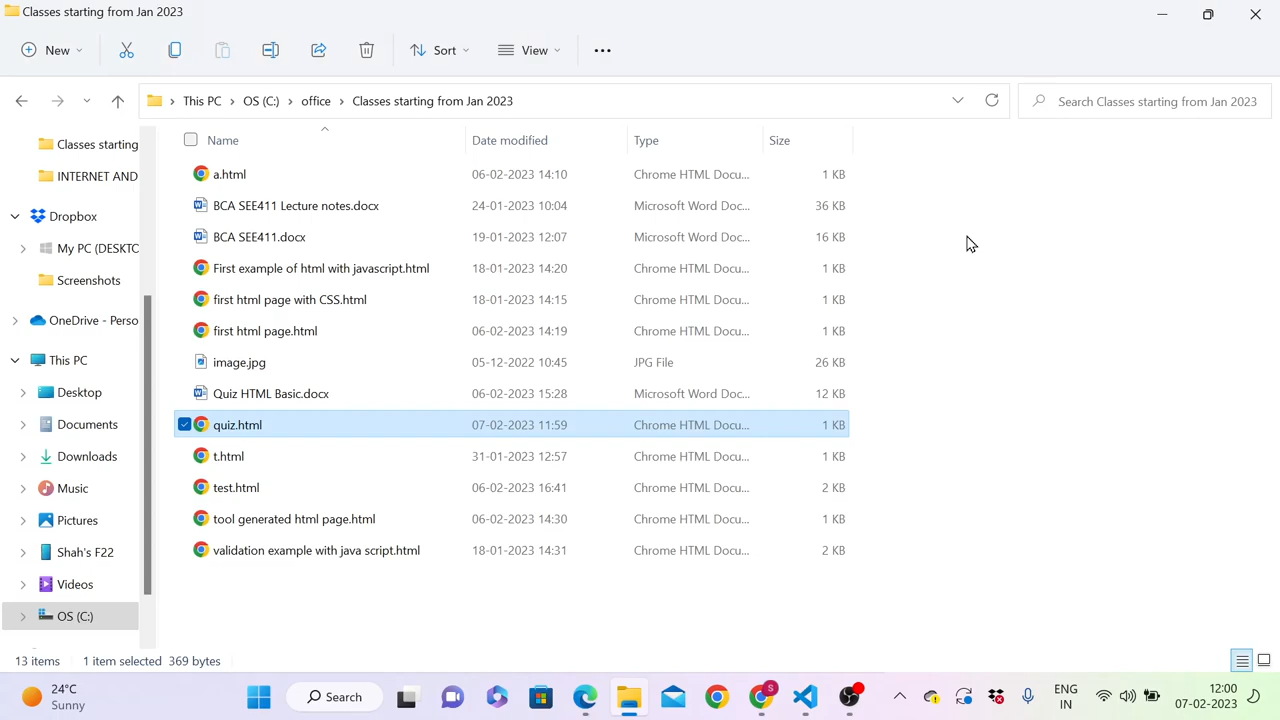 Classes starting from Jan 2023
New Sort View
This PC OS (C:) office Classes starting from Jan 2023 Search Classes starting from Jan 2023
Classes starting
INTERNET AND
Dropbox
My PC (DESKTC
Screenshots
OneDrive - Perso
This PC
Desktop
Documents
Downloads
Music
Pictures
Shah's F22
Videos
OS (C:)
Name Date modified Type Size
a.html 06-02-2023 14:10 Chrome HTML Docu... 1 KB
BCA SEE411 Lecture notes.docx 24-01-2023 10:04 Microsoft Word Doc... 36 KB
BCA SEE411.docx 19-01-2023 12:07 Microsoft Word Doc... 16 KB
First example of html with javascript.html 18-01-2023 14:20 Chrome HTML Docu... 1 KB
first html page with CSS.html 18-01-2023 14:15 Chrome HTML Docu... 1 KB
first html page.html 06-02-2023 14:19 Chrome HTML Docu... 1 KB
image.jpg 05-12-2022 10:45 JPG File 26 KB
Quiz HTML Basic.docx 06-02-2023 15:28 Microsoft Word Doc... 12 KB
quiz.html 07-02-2023 11:59 Chrome HTML Docu... 1 KB
t.html 31-01-2023 12:57 Chrome HTML Docu... 1 KB
test.html 06-02-2023 16:41 Chrome HTML Docu... 2 KB
tool generated html page.html 06-02-2023 14:30 Chrome HTML Docu... 1 KB
validation example with java script.html 18-01-2023 14:31 Chrome HTML Docu... 2 KB
13 items 1 item selected 369 bytes
24°C
Sunny
Search
S
ENG
IN
12:00
07-02-2023